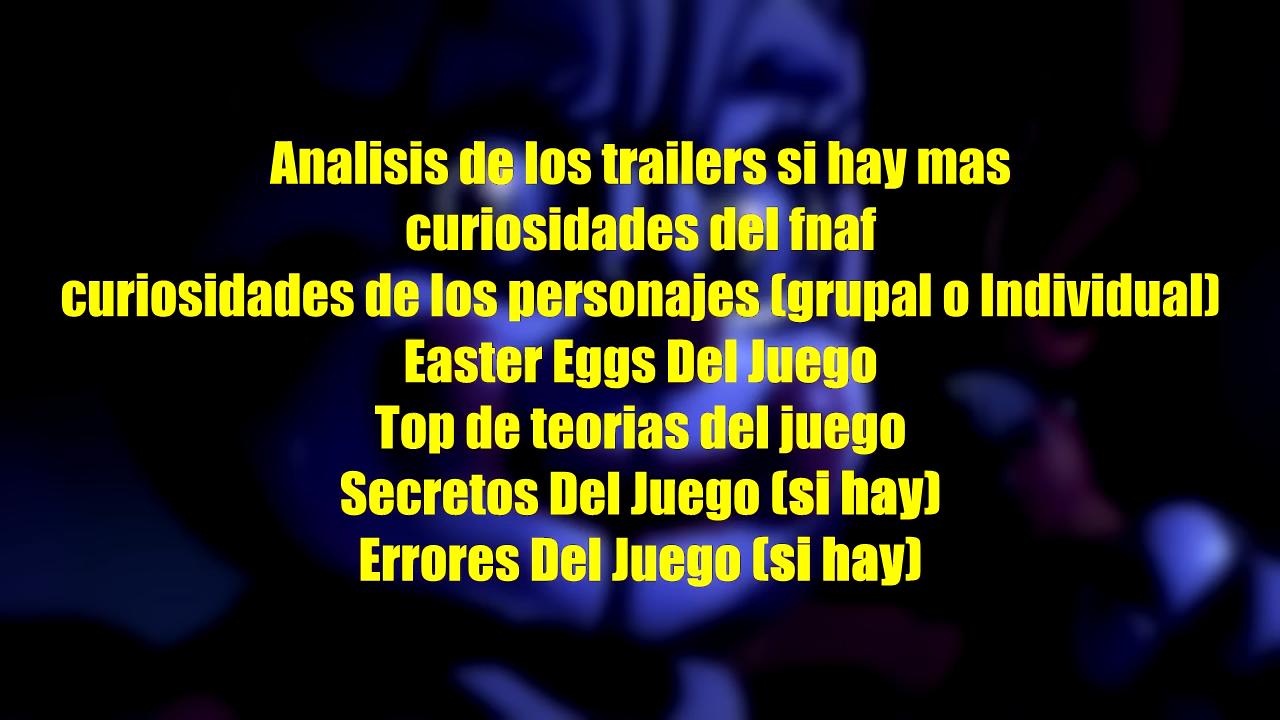 Analisis de los trailers si hay mas
curiosidades del fnaf
curiosidades de los personajes (grupal o Individual)
Easter Eggs Del Juego
Top de teorias del juego
Secretos Del Juego (si hay)
Errores Del Juego (si hay)